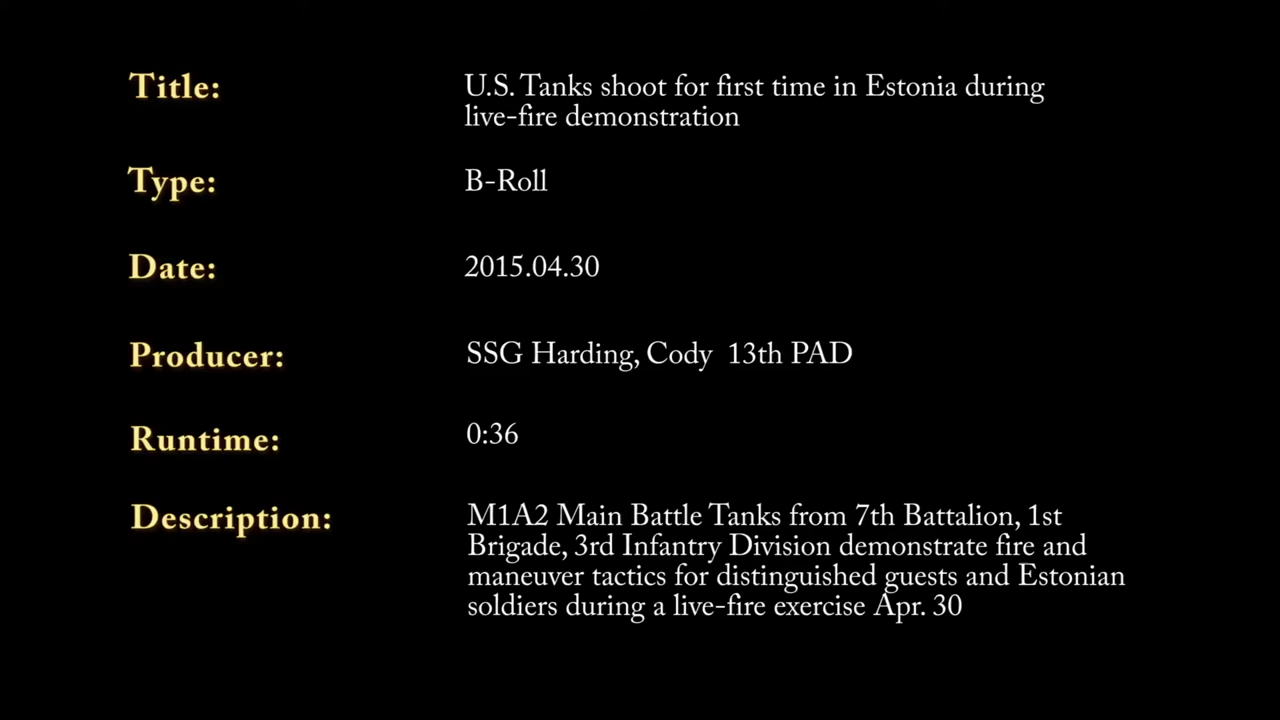 Title: U.S. Tanks shoot for first time in Estonia during
live-fire demonstration
Type: B-Roll
Date: 2015.04.30
Producer: SSG Harding, Cody  13th PAD
Runtime: 0:36
Description: M1A2 Main Battle Tanks from 7th Battalion, 1st
Brigade, 3rd Infantry Division demonstrate fire and
maneuver tactics for distinguished guests and Estonian
soldiers during a live-fire exercise Apr. 30